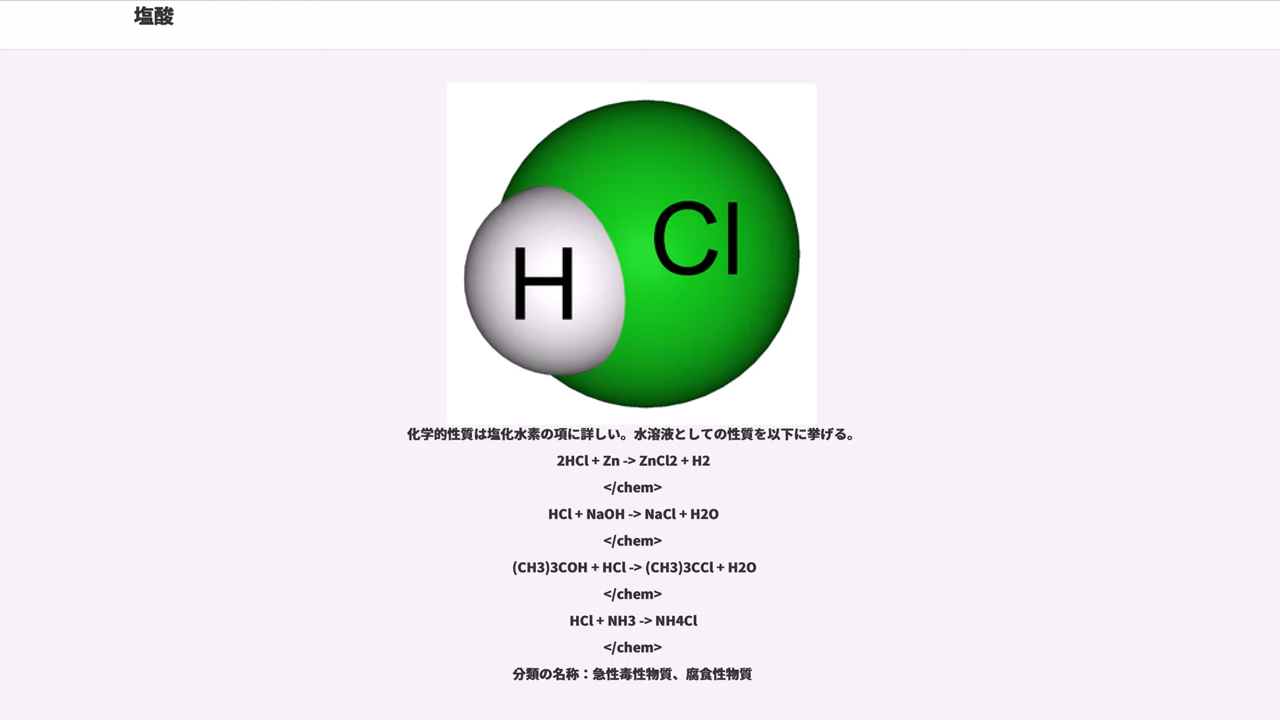 塩酸
H
Cl
化学的性質は塩化水素の項に詳しい。水溶液としての性質を以下に挙げる。
2HCl + Zn -> ZnCl2 + H2
</chem>
HCl + NaOH -> NaCl + H2O
</chem>
(CH3)3COH + HCl -> (CH3)3CCl + H2O
</chem>
HCl + NH3 -> NH4Cl
</chem>
分類の名称：急性毒性物質、腐食性物質